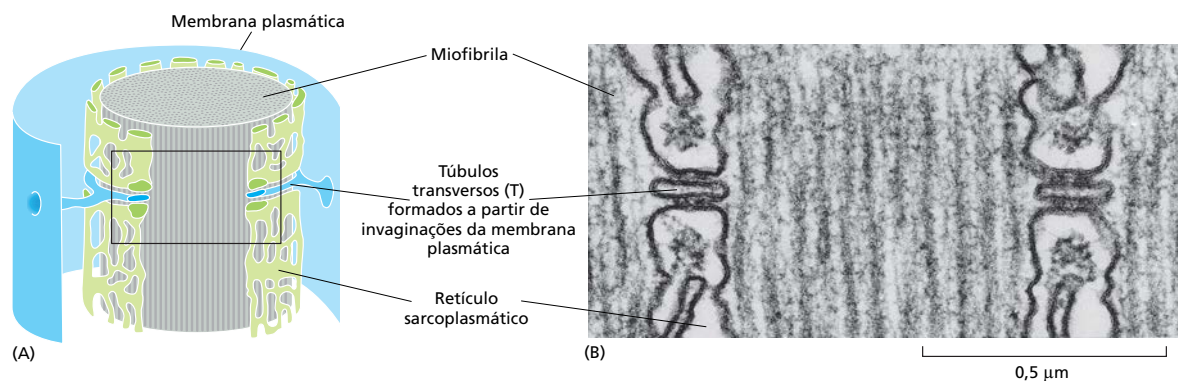 Membrana plasmática
Miofibrila
Túbulos
transversos (T)
formados a partir de
invaginações da membrana
plasmática
Retículo
sarcoplasmático
(A)
(B)
0,5 μm